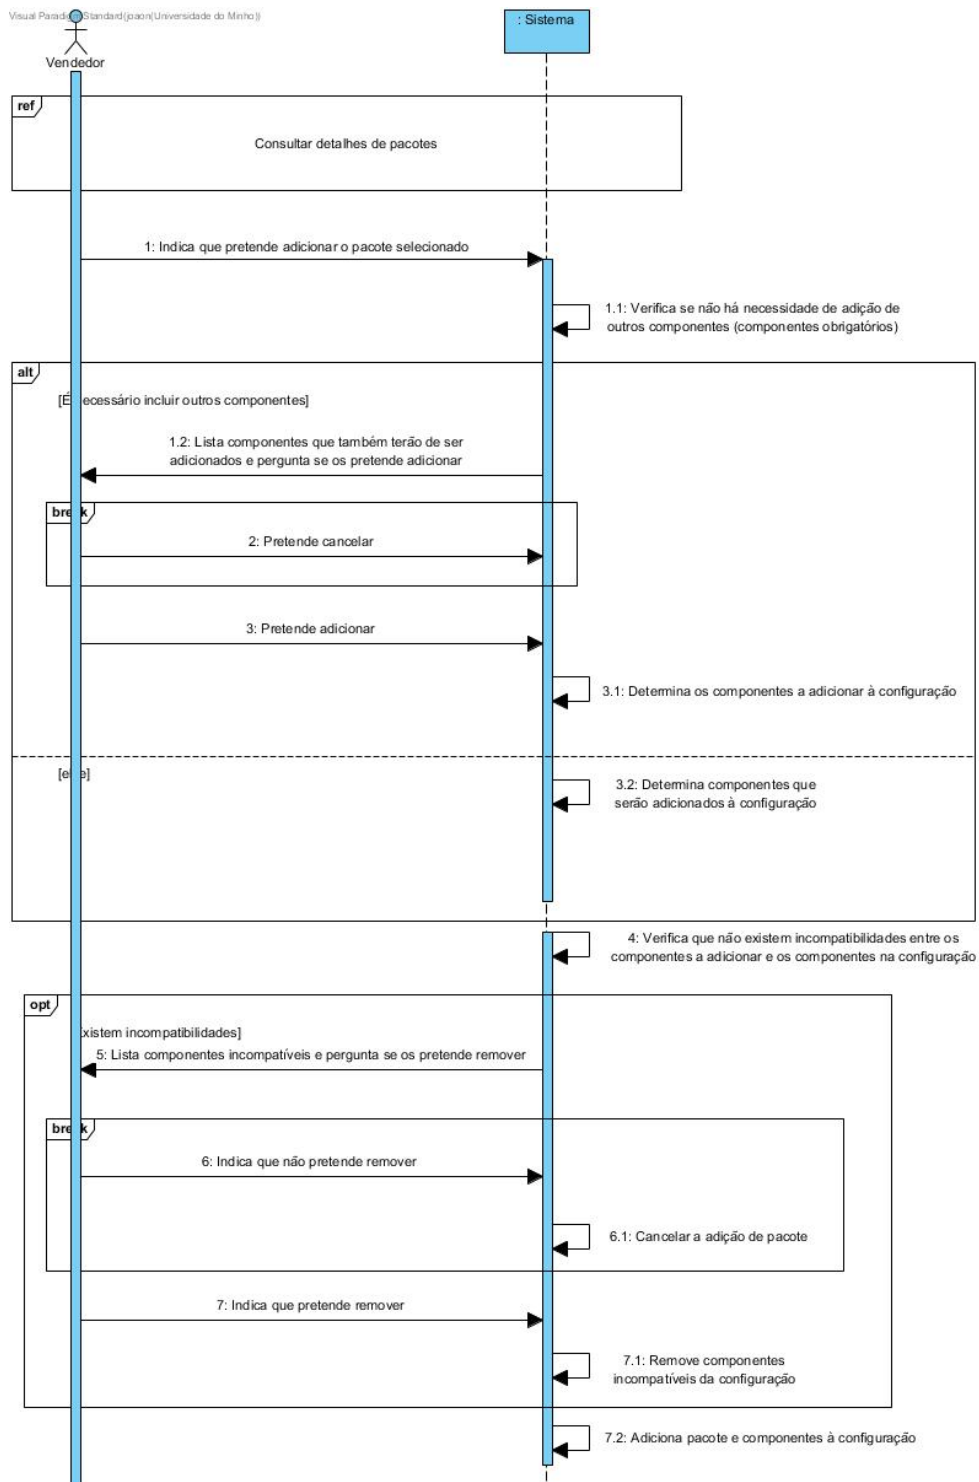 Visual Paradigm Standard(joaon(Universidade do Minho))
: Sistema
Vendedor
ref
Consultar detalhes de pacotes
1: Indica que pretende adicionar o pacote selecionado
1.1: Verifica se não há necessidade de adição de
outros componentes (componentes obrigatórios)
alt
[É necessário incluir outros componentes]
1.2: Lista componentes que também terão de ser
adicionados e pergunta se os pretende adicionar
break
2: Pretende cancelar
3: Pretende adicionar
3.1: Determina os componentes a adicionar à configuração
[else]
3.2: Determina componentes que
serão adicionados à configuração
4: Verifica que não existem incompatibilidades entre os
componentes a adicionar e os componentes na configuração
opt
[Existem incompatibilidades]
5: Lista componentes incompatíveis e pergunta se os pretende remover
break
6: Indica que não pretende remover
6.1: Cancelar a adição de pacote
7: Indica que pretende remover
7.1: Remove componentes
incompatíveis da configuração
7.2: Adiciona pacote e componentes à configuração